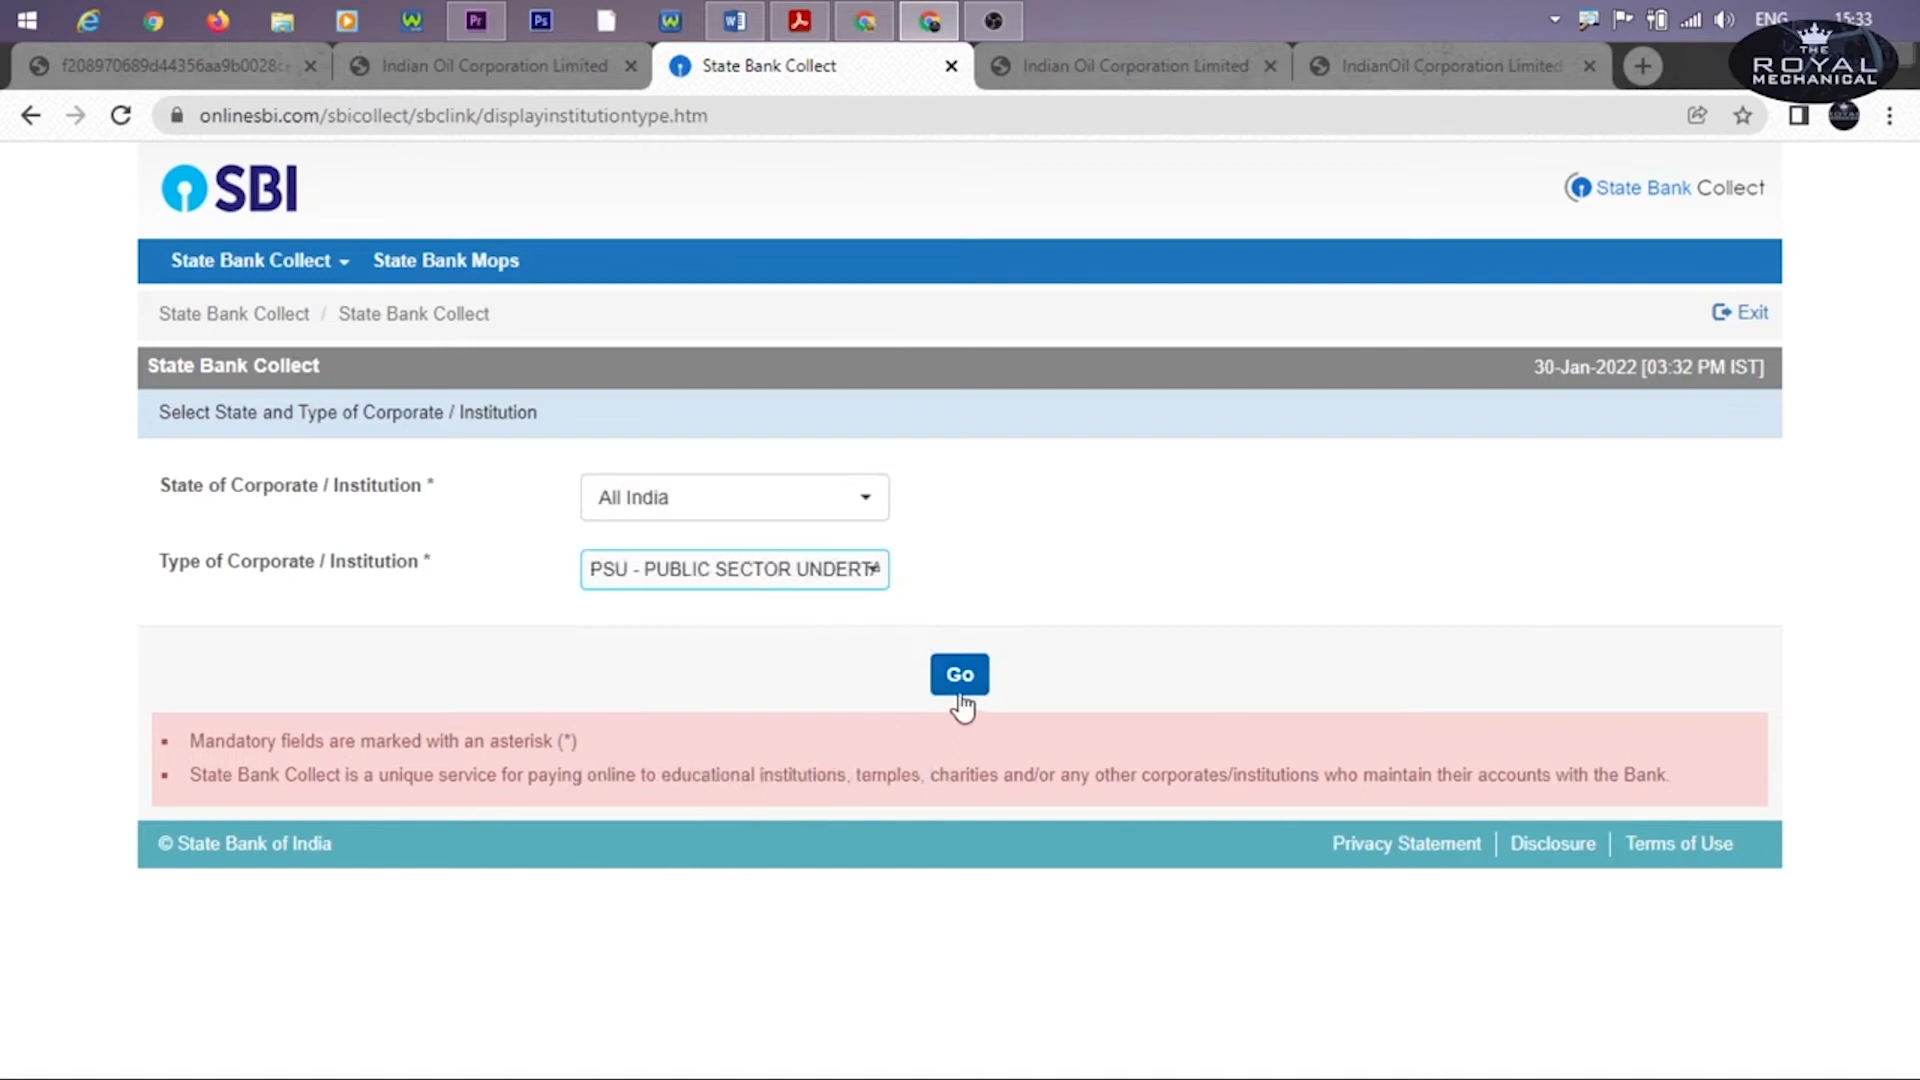 Pr
Ps
ENG
15:33
f208970689d44356aa9b0028c
Indian Oil Corporation Limited
State Bank Collect
Indian Oil Corporation Limited
IndianOil Corporation Limited
THE
ROYAL
MECHANICAL
onlinesbi.com/sbicollect/sbclink/displayinstitutiontype.htm
SBI
State Bank Collect
State Bank Collect
State Bank Mops
State Bank Collect / State Bank Collect
Exit
State Bank Collect
30-Jan-2022 [03:32 PM IST]
Select State and Type of Corporate / Institution
State of Corporate / Institution *
All India
Type of Corporate / Institution *
PSU - PUBLIC SECTOR UNDERTA
Go
Mandatory fields are marked with an asterisk (*)
State Bank Collect is a unique service for paying online to educational institutions, temples, charities and/or any other corporates/institutions who maintain their accounts with the Bank.
© State Bank of India
Privacy Statement | Disclosure | Terms of Use